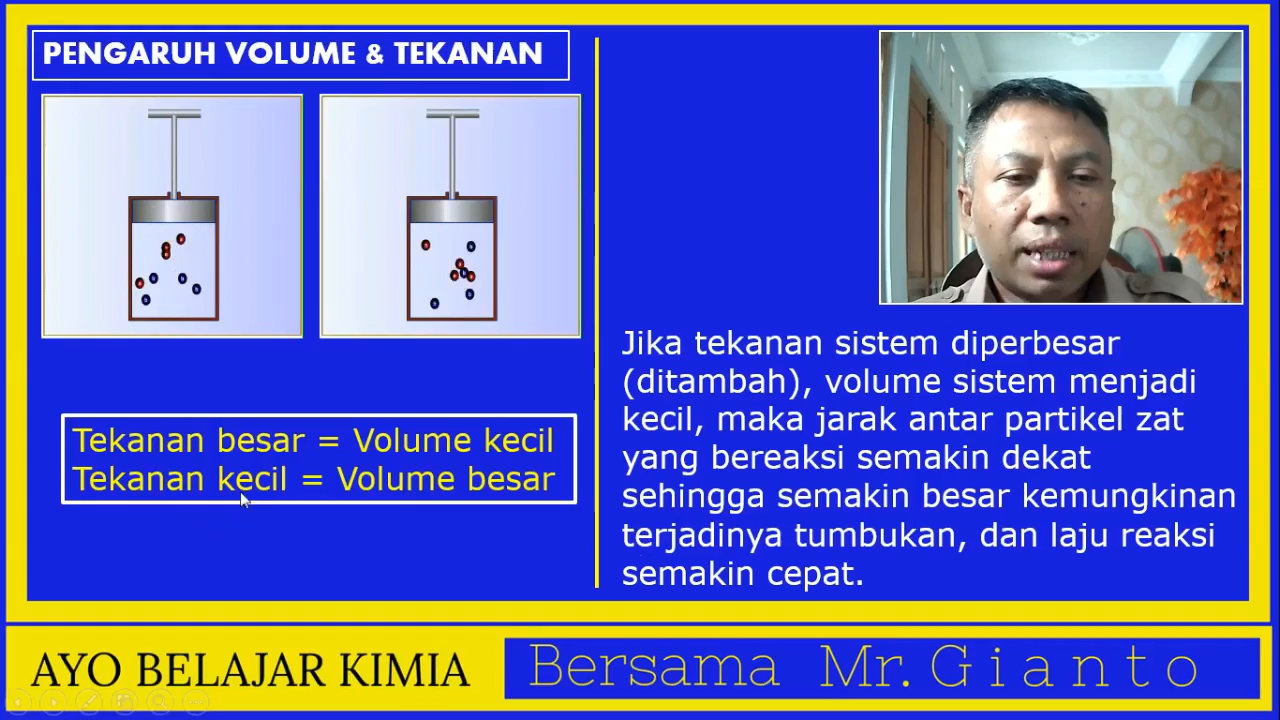 PENGARUH VOLUME & TEKANAN
Tekanan besar = Volume kecil
Tekanan kecil = Volume besar
Jika tekanan sistem diperbesar
(ditambah), volume sistem menjadi
kecil, maka jarak antar partikel zat
yang bereaksi semakin dekat
sehingga semakin besar kemungkinan
terjadinya tumbukan, dan laju reaksi
semakin cepat.
AYO BELAJAR KIMIA
Bersama Mr. Gianto